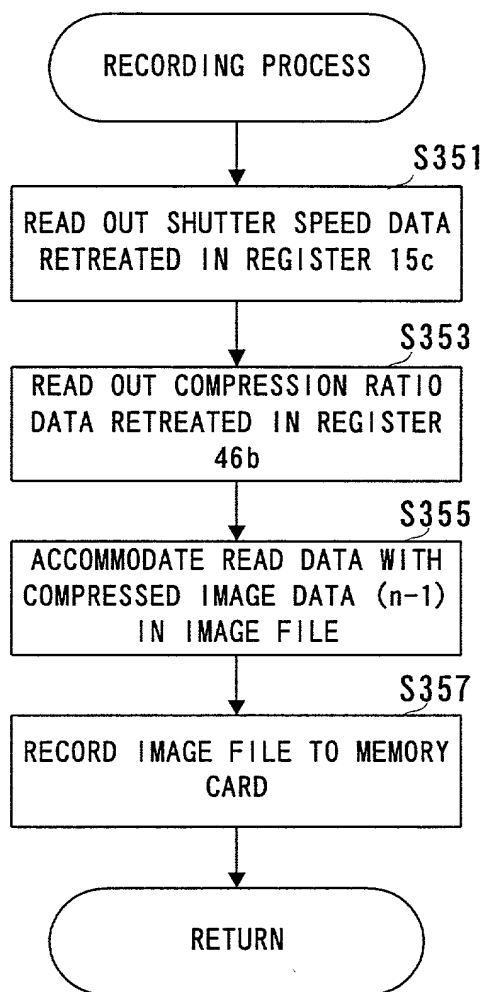 RECORDING PROCESS
S351
READ OUT SHUTTER SPEED DATA
RETREATED IN REGISTER 15c
S353
READ OUT COMPRESSION RATIO
DATA RETREATED IN REGISTER
46b
S355
ACCOMMODATE READ DATA WITH
COMPRESSED IMAGE DATA (n-1)
IN IMAGE FILE
S357
RECORD IMAGE FILE TO MEMORY
CARD
RETURN